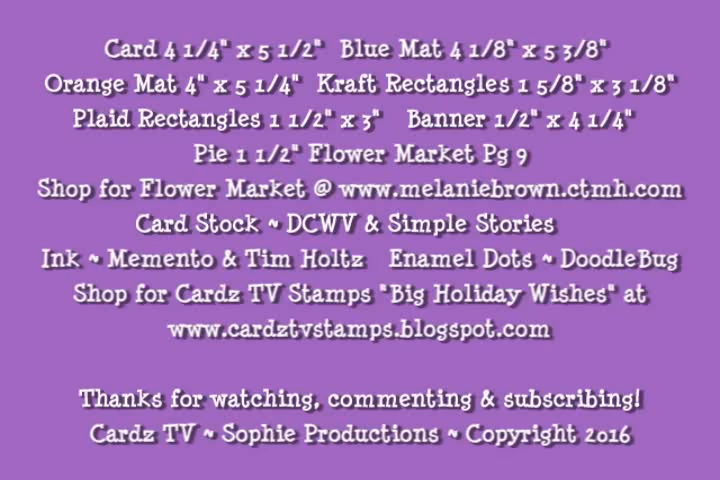 Card 4 1/4" x 5 1/2" Blue Mat 4 1/8" x 5 3/8"
Orange Mat 4" x 5 1/4" Kraft Rectangles 1 5/8" x 3 1/8"
Plaid Rectangles 1 1/2" x 3" Banner 1/2" x 4 1/4"
Pie 1 1/2" Flower Market Pg 9
Shop for Flower Market @ www.melaniebrown.ctmh.com
Card Stock ~ DCWV & Simple Stories
Ink ~ Memento & Tim Holtz Enamel Dots ~ DoodleBug
Shop for Cardz TV Stamps "Big Holiday Wishes" at
www.cardztvstamps.blogspot.com
Thanks for watching, commenting & subscribing!
Cardz TV ~ Sophie Productions ~ Copyright 2016